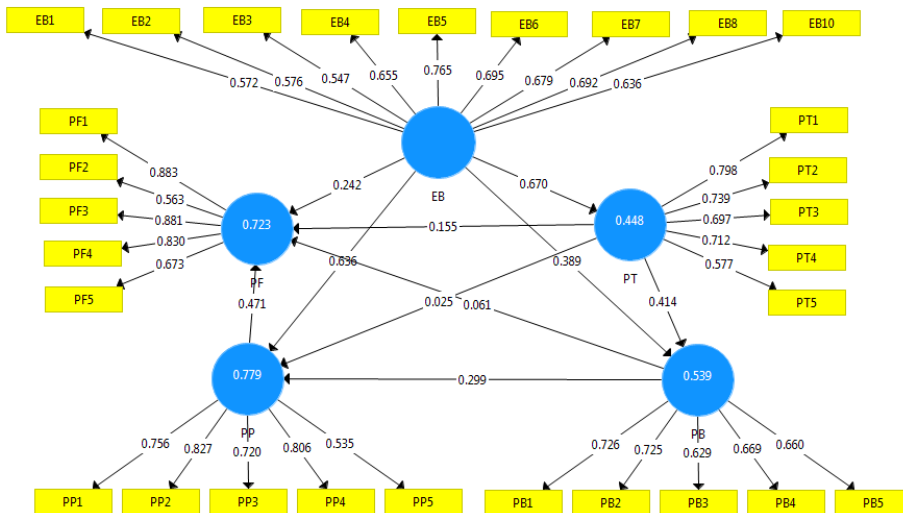 EB1 EB2 EB3 EB4 EB5 EB6 EB7 EB8 EB10
0.572 0.576 0.547 0.655 0.765 0.695 0.679 0.692 0.636
PF1
PF2
PF3
PF4
PF5
0.883
0.563
0.881
0.830
0.673
EB
0.242
0.670
PT1
PT2
PT3
PT4
PT5
0.798
0.739
0.697
0.712
0.577
0.723
PF
0.155
0.448
PT
0.636
0.389
0.471
0.025
0.061
0.414
0.779
PP
0.299
0.539
PB
0.756 0.827 0.720 0.806 0.535
0.726 0.725 0.629 0.669 0.660
PP1 PP2 PP3 PP4 PP5
PB1 PB2 PB3 PB4 PB5